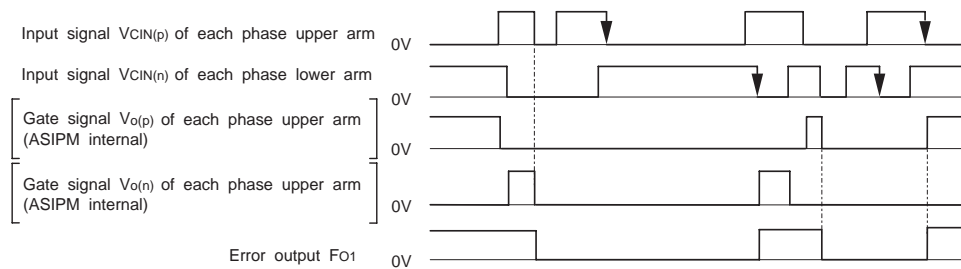 Input signal VCIN(p) of each phase upper arm 0V
Input signal VCIN(n) of each phase lower arm 0V
Gate signal Vo(p) of each phase upper arm
(ASIPM internal) 0V
Gate signal Vo(n) of each phase upper arm
(ASIPM internal) 0V
Error output FO1 0V